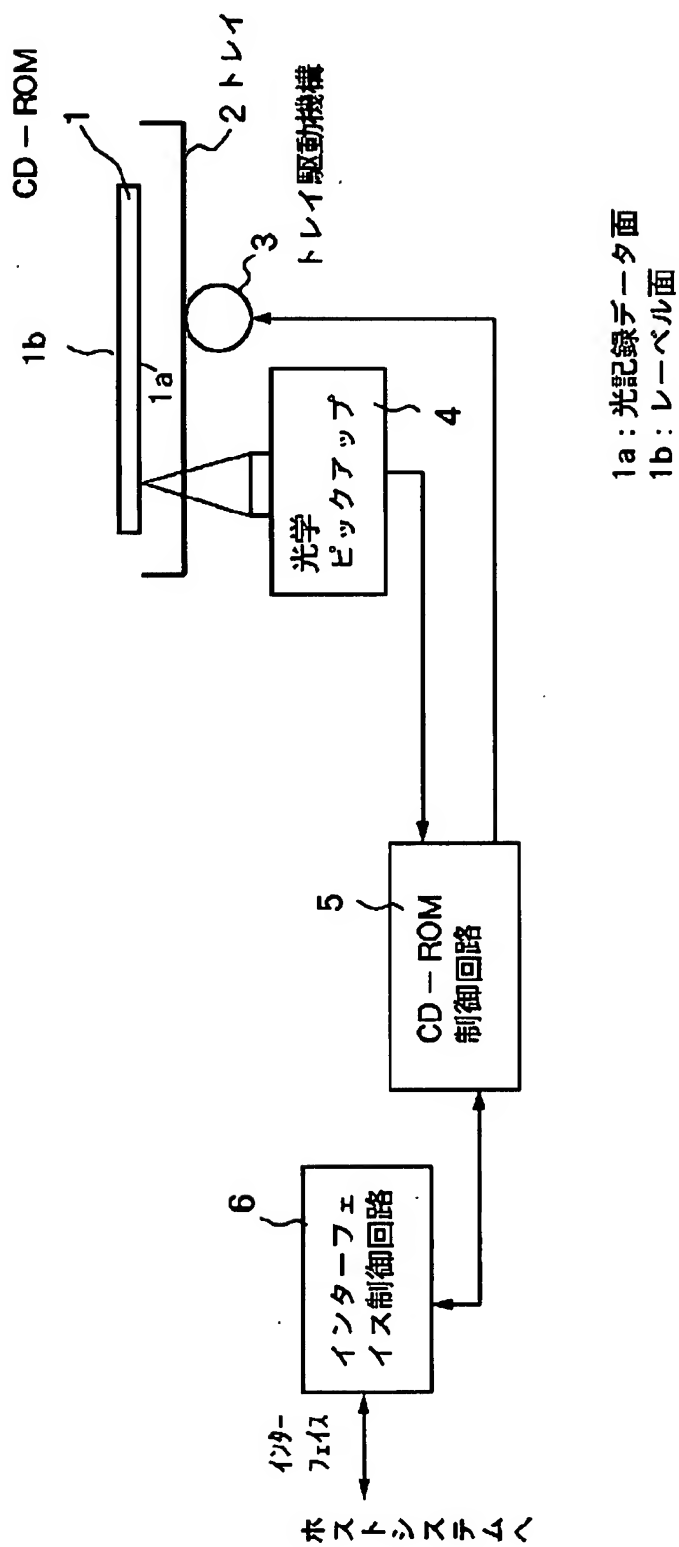 CD－ROM
1
1b
1a
2 トレイ
3
トレイ駆動機構
光学
ピックアップ
4
5
CD－ROM
制御回路
6
インターフェ
イス制御回路
インター
フェイス
ホストシステムへ
1a：光記録データ面
1b：レーベル面